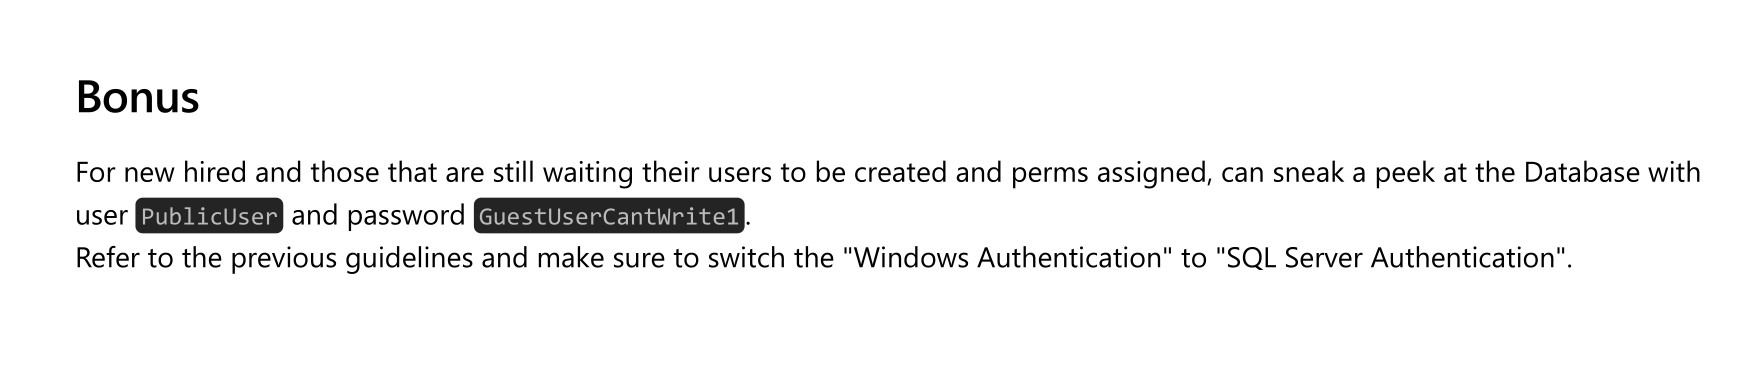 Bonus
For new hired and those that are still waiting their users to be created and perms assigned, can sneak a peek at the Database with
user PublicUser and password GuestUserCantWrite1.
Refer to the previous guidelines and make sure to switch the "Windows Authentication" to "SQL Server Authentication".